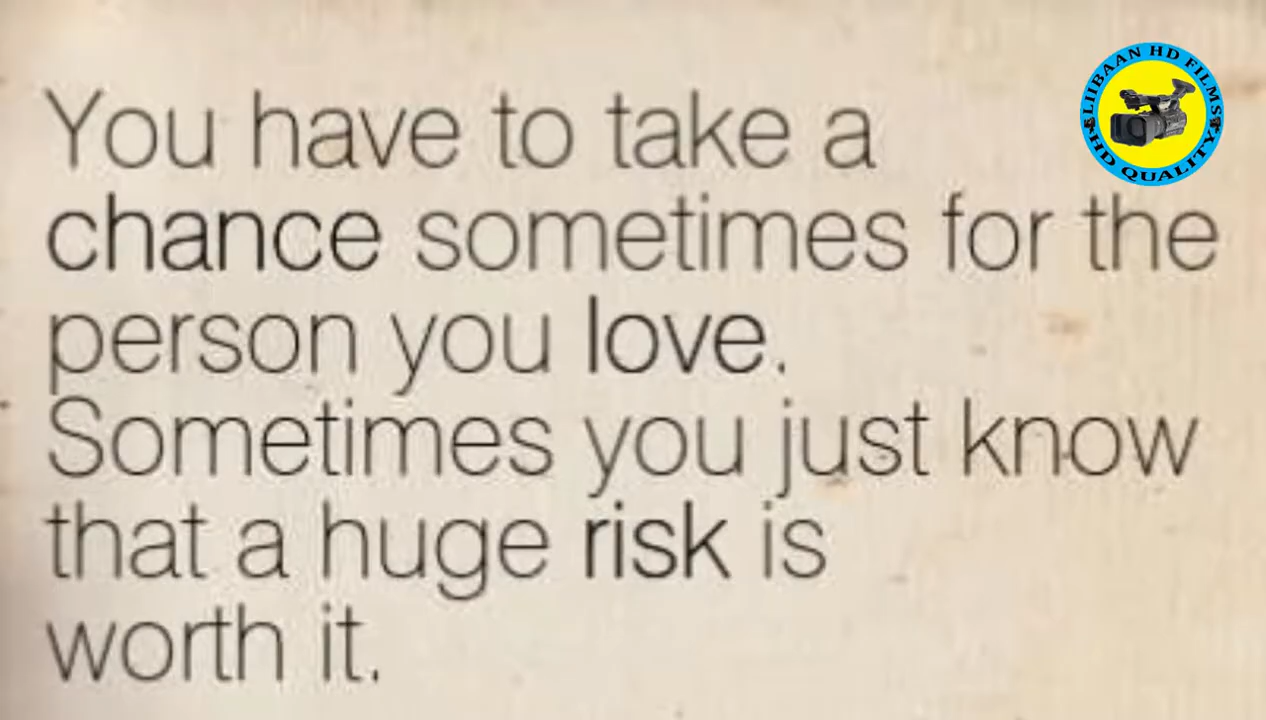 LIIBAAN HD FILMS
HD QUALITY
You have to take a
chance sometimes for the
person you love.
Sometimes you just know
that a huge risk is
worth it.